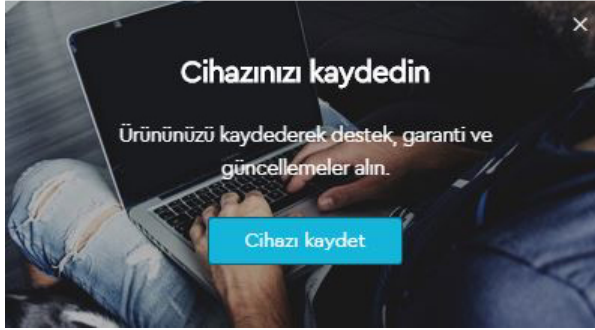 Cihazınızı kaydedin
Ürününüzü kaydederek destek, garanti ve
güncellemeler alın.
Cihazı kaydet